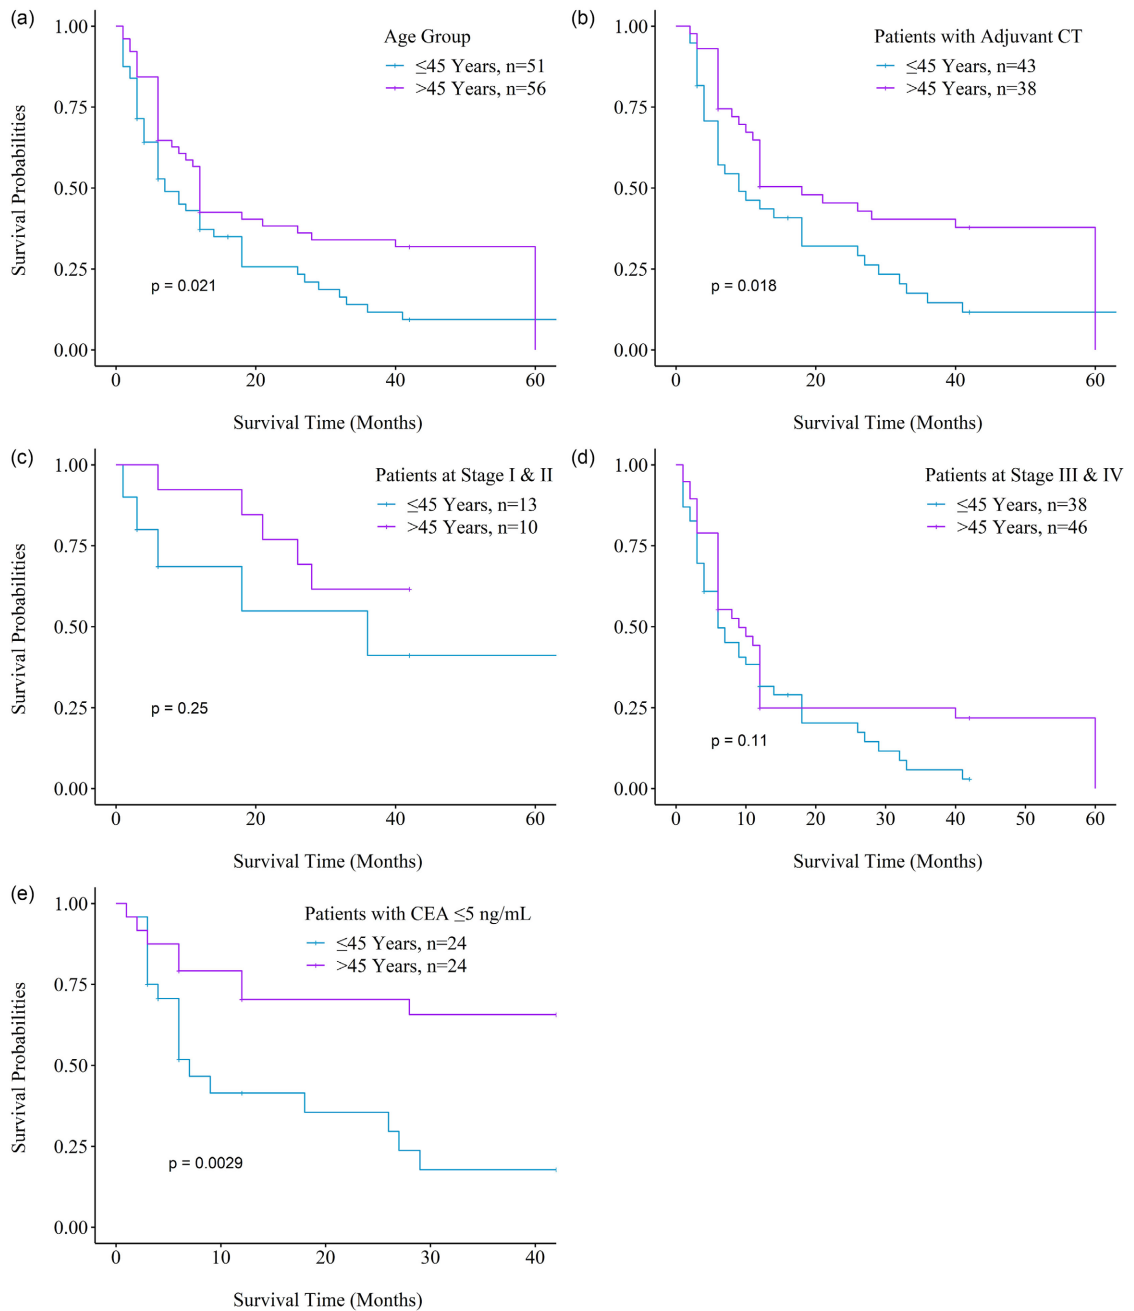 (a)
Age Group
≤45 Years, n=51
>45 Years, n=56
Survival Probabilities
1.00
0.75
0.50
0.25
0.00
p = 0.021
0 20 40 60
Survival Time (Months)
(b)
Patients with Adjuvant CT
≤45 Years, n=43
>45 Years, n=38
Survival Probabilities
1.00
0.75
0.50
0.25
0.00
p = 0.018
0 20 40 60
Survival Time (Months)
(c)
Patients at Stage I & II
≤45 Years, n=13
>45 Years, n=10
Survival Probabilities
1.00
0.75
0.50
0.25
0.00
p = 0.25
0 20 40 60
Survival Time (Months)
(d)
Patients at Stage III & IV
≤45 Years, n=38
>45 Years, n=46
Survival Probabilities
1.00
0.75
0.50
0.25
0.00
p = 0.11
0 10 20 30 40 50 60
Survival Time (Months)
(e)
Patients with CEA ≤5 ng/mL
≤45 Years, n=24
>45 Years, n=24
Survival Probabilities
1.00
0.75
0.50
0.25
0.00
p = 0.0029
0 10 20 30 40
Survival Time (Months)